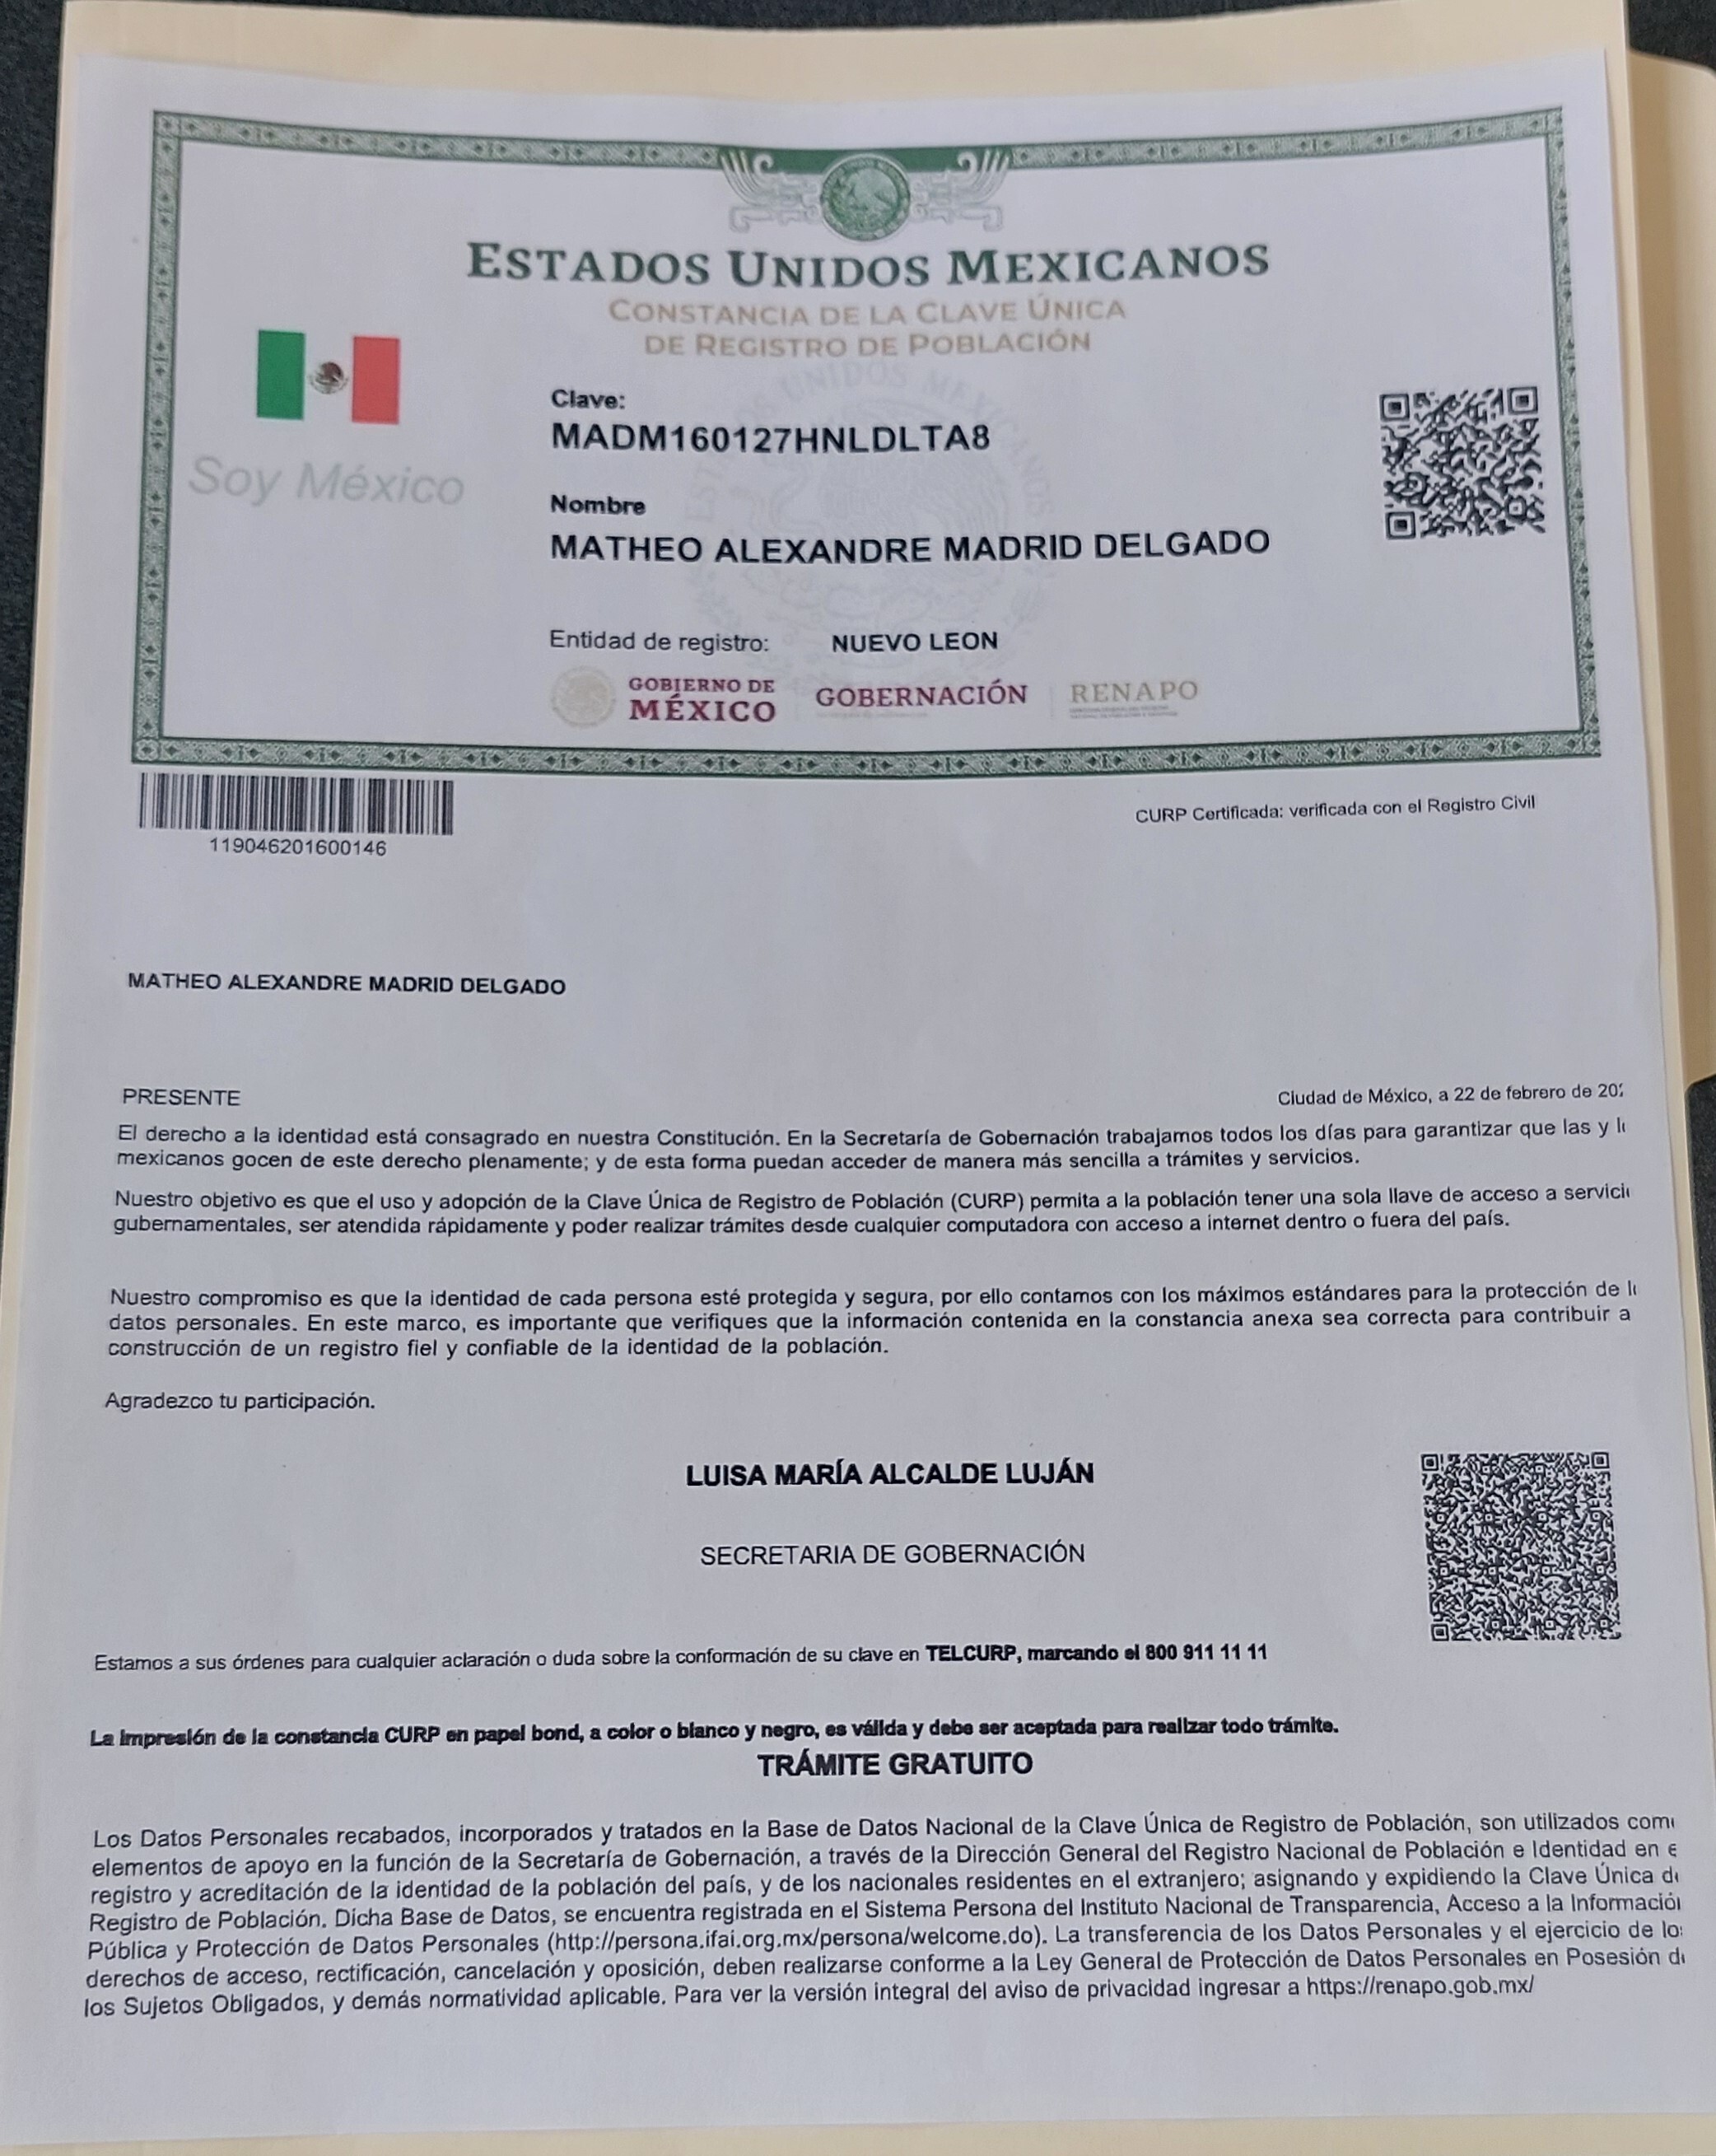 ESTADOS UNIDOS MEXICANOS
CONSTANCIA DE LA CLAVE ÚNICA
DE REGISTRO DE POBLACIÓN
Soy México
Clave:
MADM160127HNLDLTA8
Nombre
MATHEO ALEXANDRE MADRID DELGADO
Entidad de registro: NUEVO LEON
GOBIERNO DE
MÉXICO
GOBERNACIÓN
RENAPO
119046201600146
CURP Certificada: verificada con el Registro Civil
MATHEO ALEXANDRE MADRID DELGADO
PRESENTE
Ciudad de México, a 22 de febrero de
El derecho a la identidad está consagrado en nuestra Constitución. En la Secretaría de Gobernación trabajamos todos los días para garantizar que las y
mexicanos gocen de este derecho plenamente; y de esta forma puedan acceder de manera más sencilla a trámites y servicios.
Nuestro objetivo es que el uso y adopción de la Clave Única de Registro de Población (CURP) permita a la población tener una sola llave de acceso a
gubernamentales, ser atendida rápidamente y poder realizar trámites desde cualquier computadora con acceso a internet dentro o fuera del país.
Nuestro compromiso es que la identidad de cada persona esté protegida y segura, por ello contamos con los máximos estándares para la protección de
datos personales. En este marco, es importante que verifiques que la información contenida en la constancia anexa sea correcta para contribuir a
construcción de un registro fiel y confiable de la identidad de la población.
Agradezco tu participación.
LUISA MARÍA ALCALDE LUJÁN
SECRETARIA DE GOBERNACIÓN
Estamos a sus órdenes para cualquier aclaración o duda sobre la conformación de su clave en TELCURP, marcando el 800 911 11 11
La impresión de la constancia CURP en papel bond, a color o blanco y negro, es válida y debe ser aceptada para realizar todo trámite.
TRÁMITE GRATUITO
Los Datos Personales recabados, incorporados y tratados en la Base de Datos Nacional de la Clave Única de Registro de Población, son utilizados
elementos de apoyo en la función de la Secretaría de Gobernación, a través de la Dirección General del Registro Nacional de Población e Identidad en
registro y acreditación de la identidad de la población del país, y de los nacionales residentes en el extranjero; asignando y expidiendo la Clave Única
Registro de Población. Dicha Base de Datos, se encuentra registrada en el Sistema Persona del Instituto Nacional de Transparencia, Acceso a la
Pública y Protección de Datos Personales (http://persona.ifai.org.mx/persona/welcome.do). La transferencia de los Datos Personales y el ejercicio de
derechos de acceso, rectificación, cancelación y oposición, deben realizarse conforme a la Ley General de Protección de Datos Personales en Posesión
los Sujetos Obligados, y demás normatividad aplicable. Para ver la versión integral del aviso de privacidad ingresar a https://renapo.gob.mx/